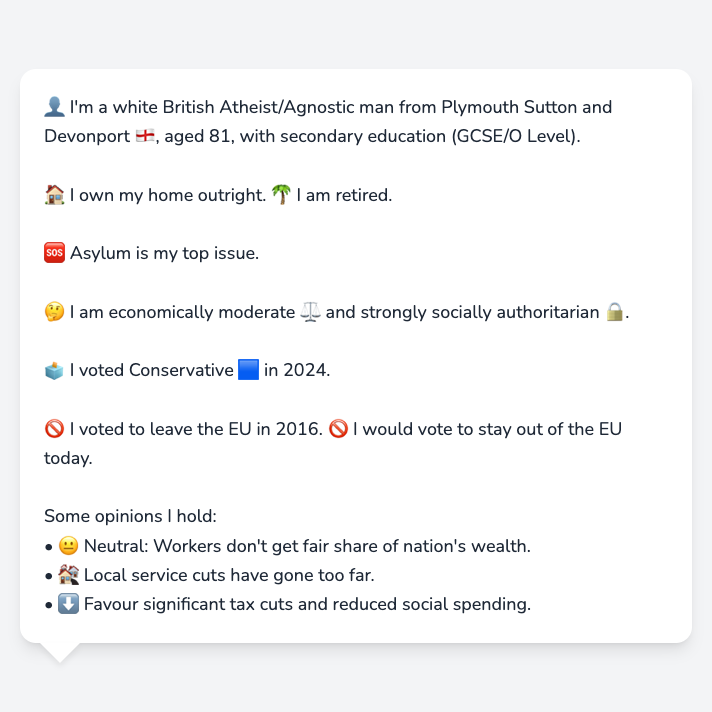 👤 I'm a white British Atheist/Agnostic man from Plymouth Sutton and
Devonport 🏴󠁧󠁢󠁥󠁮󠁧󠁿, aged 81, with secondary education (GCSE/O Level).
🏠 I own my home outright. 🌴 I am retired.
🆘 Asylum is my top issue.
🤔 I am economically moderate ⚖️ and strongly socially authoritarian 🔒.
🗳️ I voted Conservative 🟦 in 2024.
🚫 I voted to leave the EU in 2016. 🚫 I would vote to stay out of the EU
today.
Some opinions I hold:
• 😐 Neutral: Workers don't get fair share of nation's wealth.
• 🏚️ Local service cuts have gone too far.
• ⬇️ Favour significant tax cuts and reduced social spending.